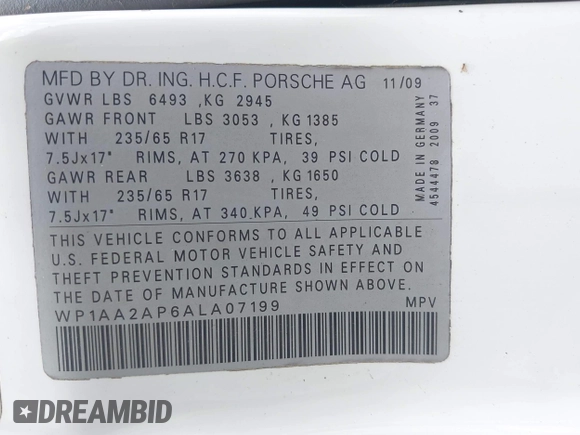 MFD BY DR. ING. H.C.F. PORSCHE AG 11/09
GVWR LBS 6493 ,KG 2945
GAWR FRONT LBS 3053 , KG 1385
WITH 235/65 R17 TIRES,
7.5Jx17" RIMS, AT 270 KPA, 39 PSI COLD
GAWR REAR LBS 3638 , KG 1650
WITH 235/65 R17 TIRES,
7.5Jx17" RIMS, AT 340 KPA, 49 PSI COLD
MADE IN GERMANY
4544478 2009 37
THIS VEHICLE CONFORMS TO ALL APPLICABLE
U.S. FEDERAL MOTOR VEHICLE SAFETY AND
THEFT PREVENTION STANDARDS IN EFFECT ON
THE DATE OF MANUFACTURE SHOWN ABOVE.
WP1AA2AP6ALA07199 MPV
DREAMBID